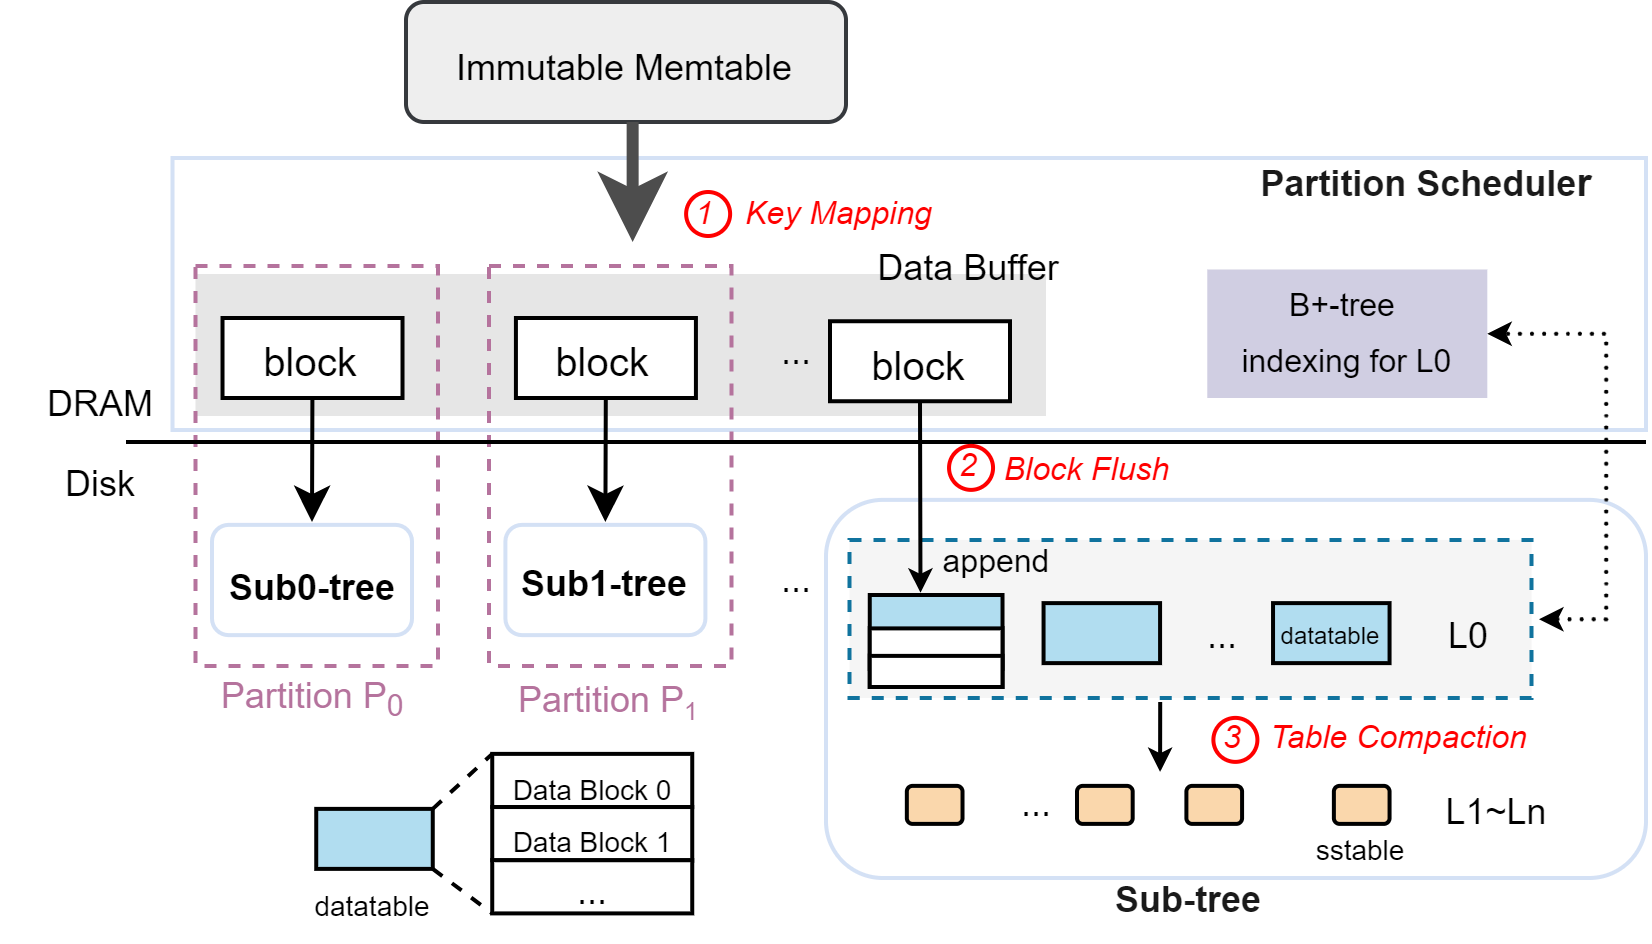 Immutable Memtable
Partition Scheduler
1 Key Mapping
Data Buffer
block
block
...
block
B+-tree
indexing for L0
DRAM
Disk
2 Block Flush
append
Sub0-tree
Sub1-tree
...
...
datatable
L0
Partition P0
Partition P1
3 Table Compaction
...
L1~Ln
sstable
Sub-tree
Data Block 0
Data Block 1
...
datatable